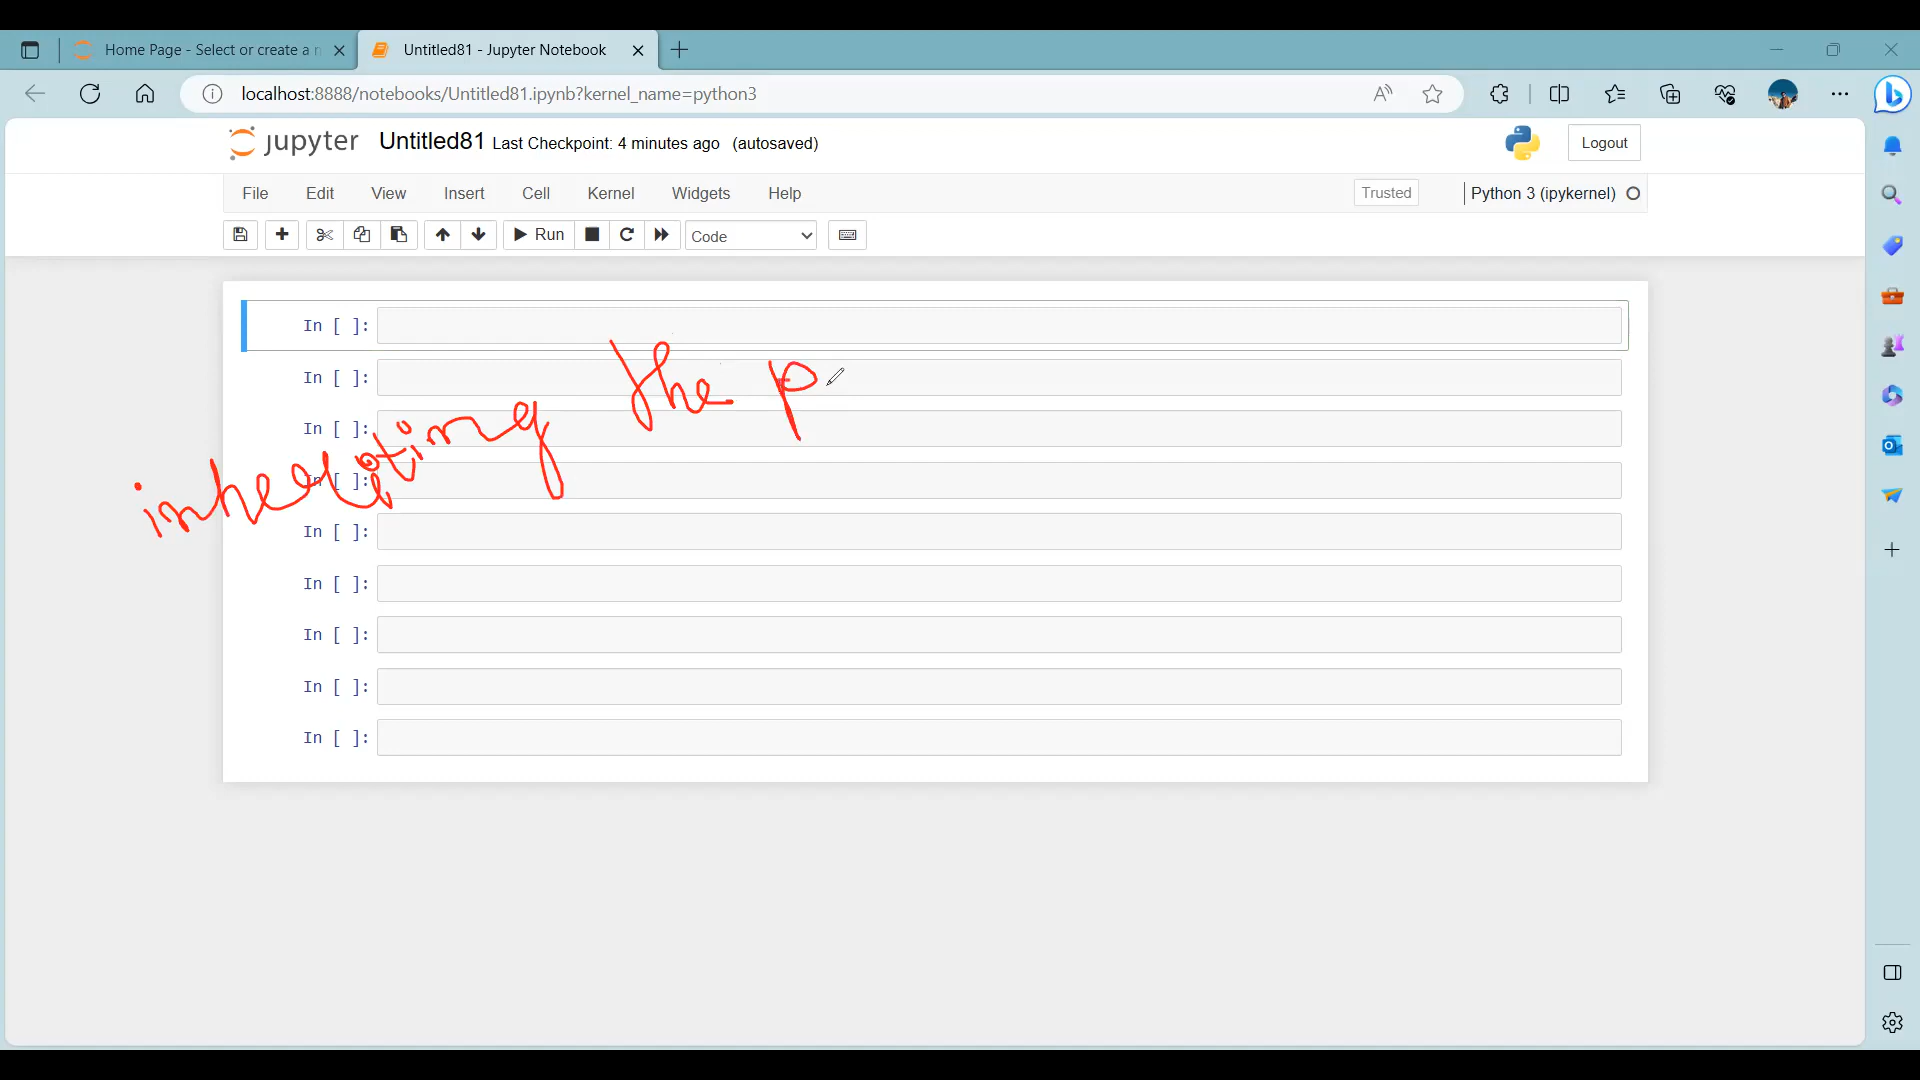 Home Page - Select or create a n
Untitled81 - Jupyter Notebook
localhost:8888/notebooks/Untitled81.ipynb?kernel_name=python3
jupyter Untitled81 Last Checkpoint: 4 minutes ago (autosaved)
Logout
File Edit View Insert Cell Kernel Widgets Help
Trusted Python 3 (ipykernel)
Run Code
In [ ]:
In [ ]:
In [ ]:
In [ ]:
In [ ]:
In [ ]:
In [ ]:
In [ ]:
In [ ]:
the p